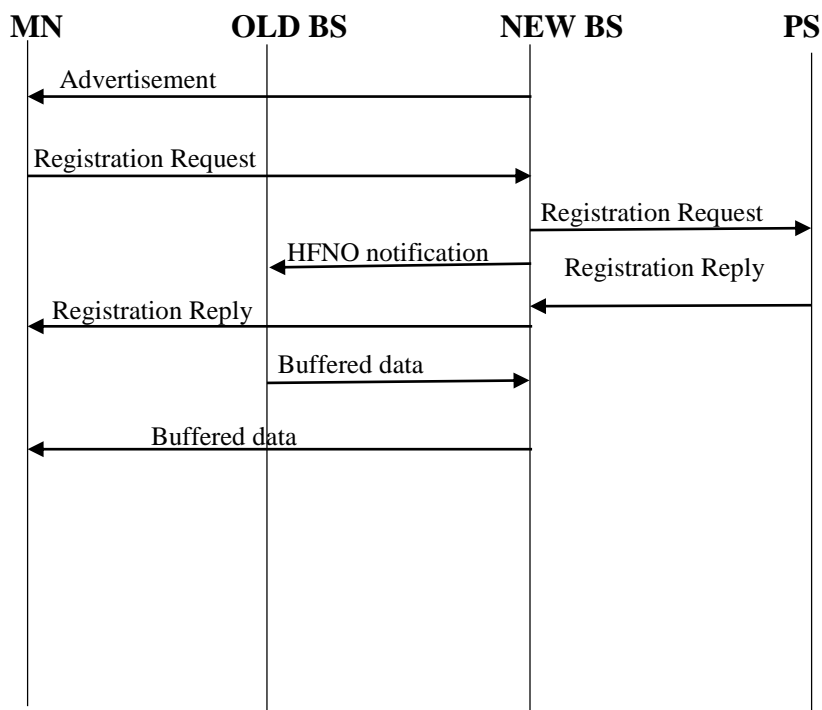 MN OLD BS NEW BS PS
Advertisement
Registration Request
Registration Request
HFNO notification
Registration Reply
Registration Reply
Buffered data
Buffered data